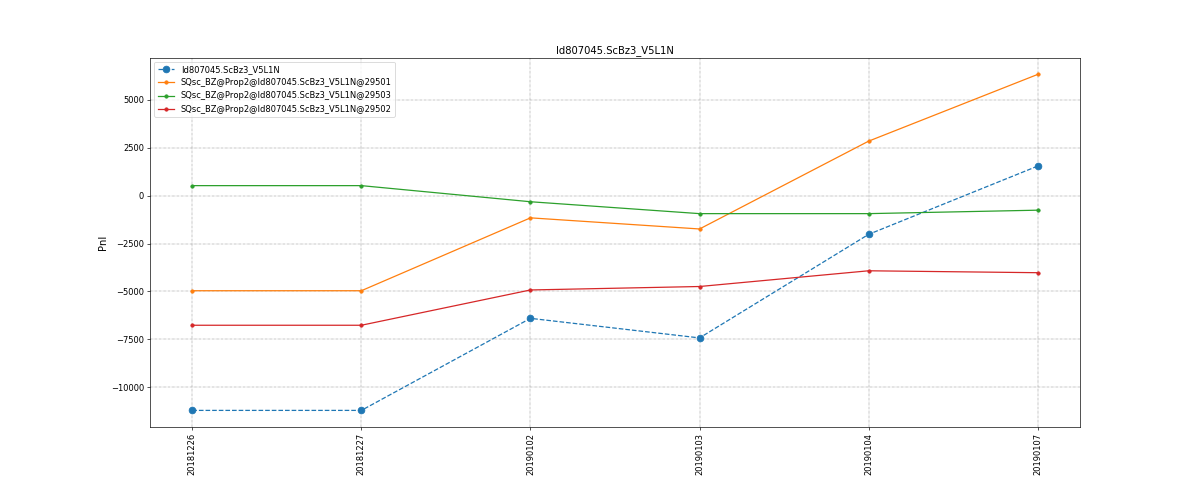 Id807045.ScBz3_V5L1N
Id807045.ScBz3_V5L1N
SQsc_BZ@Prop2@Id807045.ScBz3_V5L1N@29501
SQsc_BZ@Prop2@Id807045.ScBz3_V5L1N@29503
SQsc_BZ@Prop2@Id807045.ScBz3_V5L1N@29502
5000
2500
0
−2500
−5000
−7500
−10000
Pnl
20181226
20181227
20190102
20190103
20190104
20190107